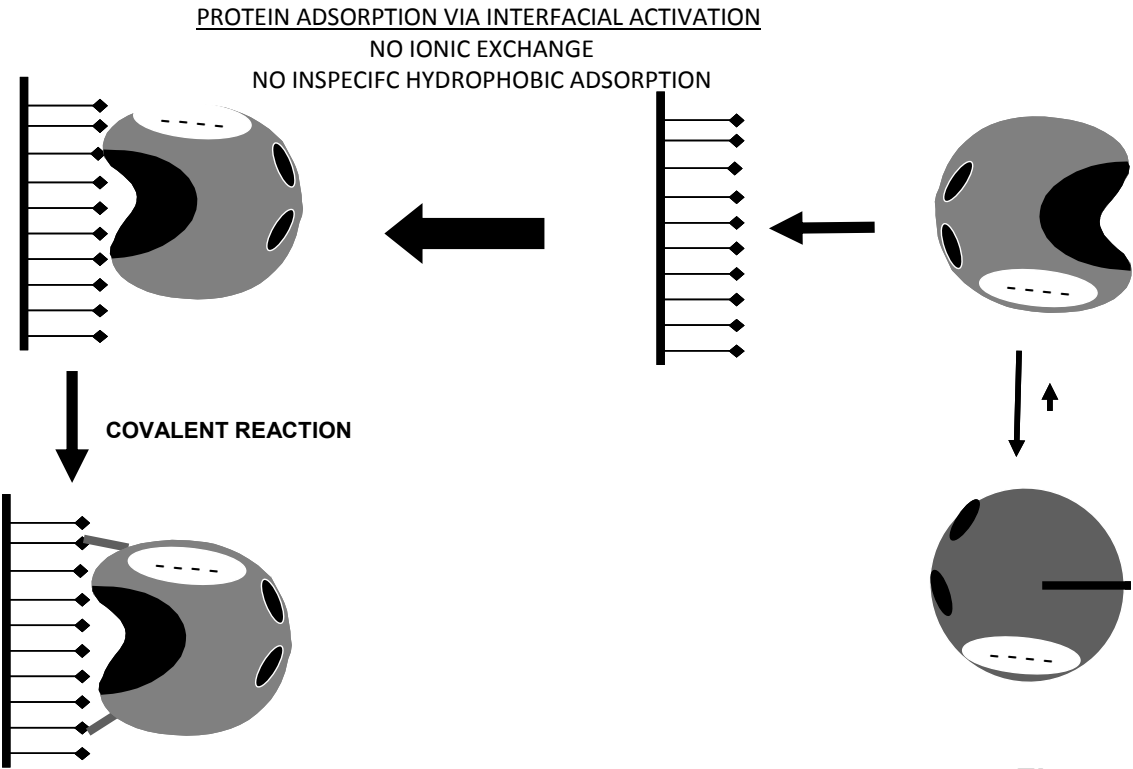 PROTEIN ADSORPTION VIA INTERFACIAL ACTIVATION
NO IONIC EXCHANGE
NO INSPECIFC HYDROPHOBIC ADSORPTION
COVALENT REACTION